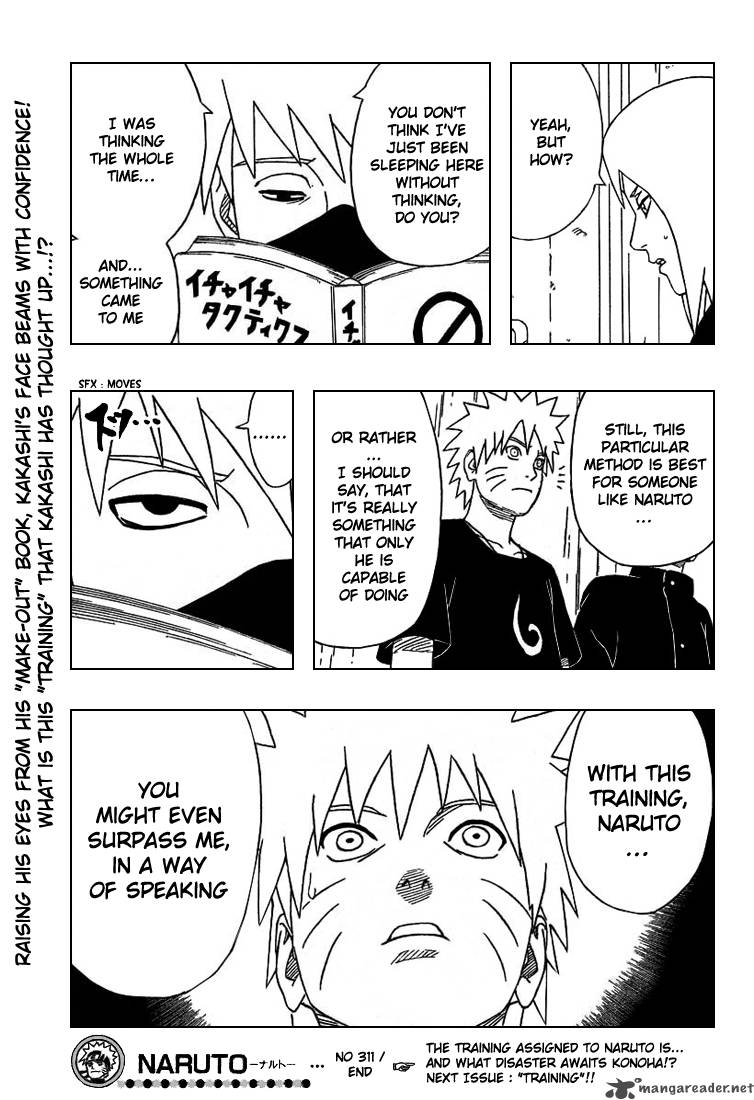 YEAH,
BUT
HOW?
YOU DON'T
THINK I'VE
JUST BEEN
SLEEPING HERE
WITHOUT
THINKING,
DO YOU?
I WAS
THINKING
THE WHOLE
TIME...
AND...
SOMETHING
CAME
TO ME
イチャイチャ
タクティクス
イチ
STILL, THIS
PARTICULAR
METHOD IS BEST
FOR SOMEONE
LIKE NARUTO
...
OR RATHER
...
I SHOULD
SAY, THAT
IT'S REALLY
SOMETHING
THAT ONLY
HE IS
CAPABLE
OF DOING
SFX : MOVES
.......
ズッ...
WITH THIS
TRAINING,
NARUTO
...
YOU
MIGHT EVEN
SURPASS ME,
IN A WAY
OF SPEAKING
RAISING HIS EYES FROM HIS "MAKE-OUT" BOOK, KAKASHI'S FACE BEAMS WITH CONFIDENCE!
WHAT IS THIS "TRAINING" THAT KAKASHI HAS THOUGHT UP...!?
NARUTO -ナルト- ... NO 311 /
END
THE TRAINING ASSIGNED TO NARUTO IS...
AND WHAT DISASTER AWAITS KONOHA!?
NEXT ISSUE : "TRAINING"!!
mangareader.net